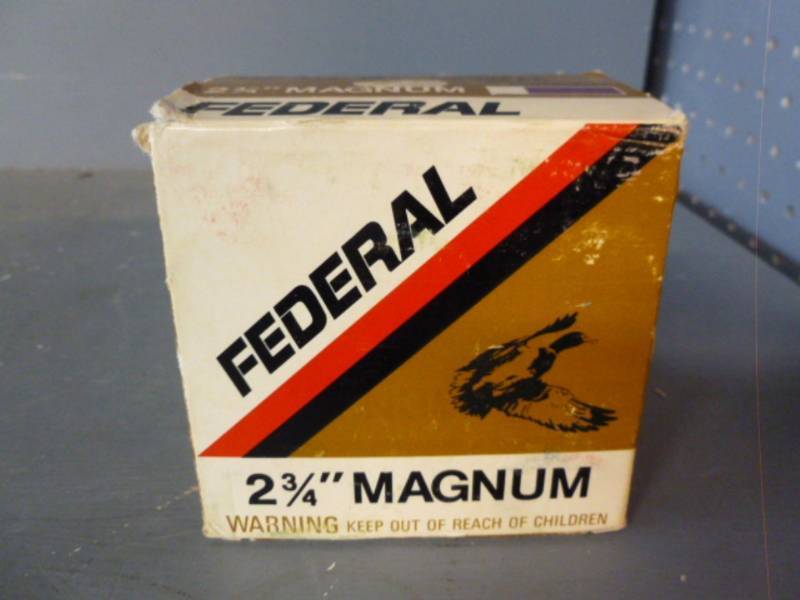 2¾" MAGNUM
FEDERAL
FEDERAL
2¾" MAGNUM
WARNING KEEP OUT OF REACH OF CHILDREN